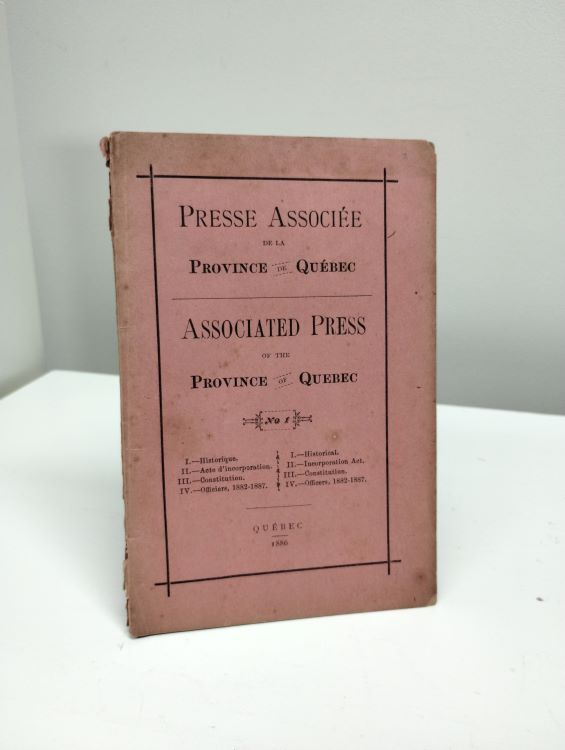 PRESSE ASSOCIÉE
DE LA
PROVINCE DE QUÉBEC
ASSOCIATED PRESS
OF THE
PROVINCE OF QUEBEC
No 1
I.—Historique.
II.—Acte d'incorporation.
III.—Constitution.
IV.—Officiers, 1882-1887.
I.—Historical.
II.—Incorporation Act.
III.—Constitution.
IV.—Officers, 1882-1887.
QUÉBEC
1886